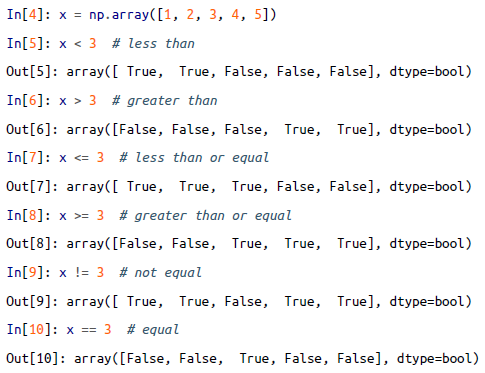 In[4]: x = np.array([1, 2, 3, 4, 5])
In[5]: x < 3  # less than
Out[5]: array([ True,  True, False, False, False], dtype=bool)
In[6]: x > 3  # greater than
Out[6]: array([False, False, False,  True,  True], dtype=bool)
In[7]: x <= 3  # less than or equal
Out[7]: array([ True,  True,  True, False, False], dtype=bool)
In[8]: x >= 3  # greater than or equal
Out[8]: array([False, False,  True,  True,  True], dtype=bool)
In[9]: x != 3  # not equal
Out[9]: array([ True,  True, False,  True,  True], dtype=bool)
In[10]: x == 3  # equal
Out[10]: array([False, False,  True, False, False], dtype=bool)